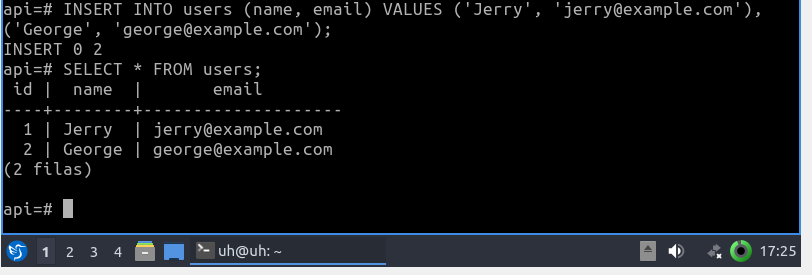 api=# INSERT INTO users (name, email) VALUES ('Jerry', 'jerry@example.com'),
('George', 'george@example.com');
INSERT 0 2
api=# SELECT * FROM users;
 id |  name  |       email
----+--------+--------------------
  1 | Jerry  | jerry@example.com
  2 | George | george@example.com
(2 filas)
api=#
1 2 3 4 uh@uh: ~ 17:25